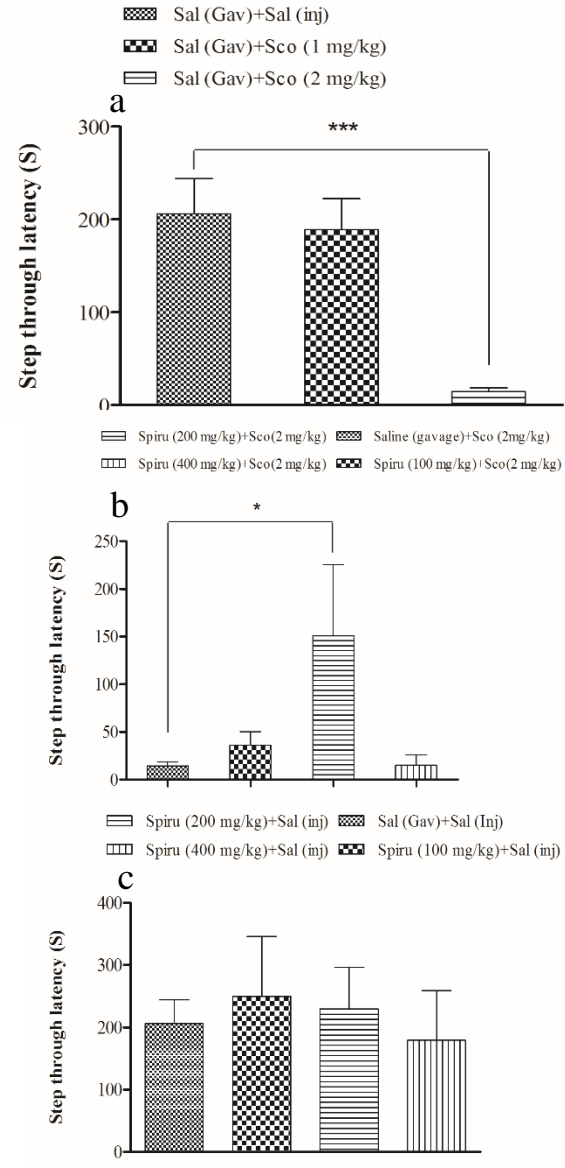 Sal (Gav)+Sal (inj)
Sal (Gav)+Sco (1 mg/kg)
Sal (Gav)+Sco (2 mg/kg)
a
***
Step through latency (S)
300
200
100
0
Spiru (200 mg/kg)+Sco(2 mg/kg) Saline (gavage)+Sco (2mg/kg)
Spiru (400 mg/kg)+Sco(2 mg/kg) Spiru (100 mg/kg)+Sco(2 mg/kg)
b
*
Step through latency (S)
250
200
150
100
50
0
Spiru (200 mg/kg)+Sal (inj) Sal (Gav)+Sal (Inj)
Spiru (400 mg/kg)+Sal (inj) Spiru (100 mg/kg)+Sal (inj)
c
Step through latency (S)
400
300
200
100
0